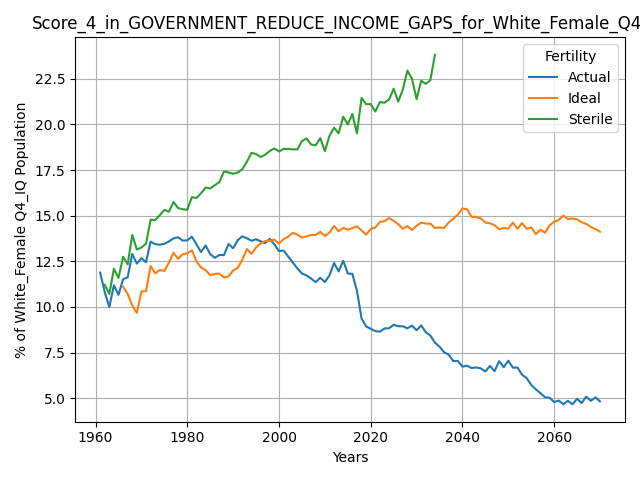 Score_4_in_GOVERNMENT_REDUCE_INCOME_GAPS_for_White_Female_Q4
% of White_Female Q4_IQ Population
22.5
20.0
17.5
15.0
12.5
10.0
7.5
5.0
Fertility
Actual
Ideal
Sterile
1960 1980 2000 2020 2040 2060
Years